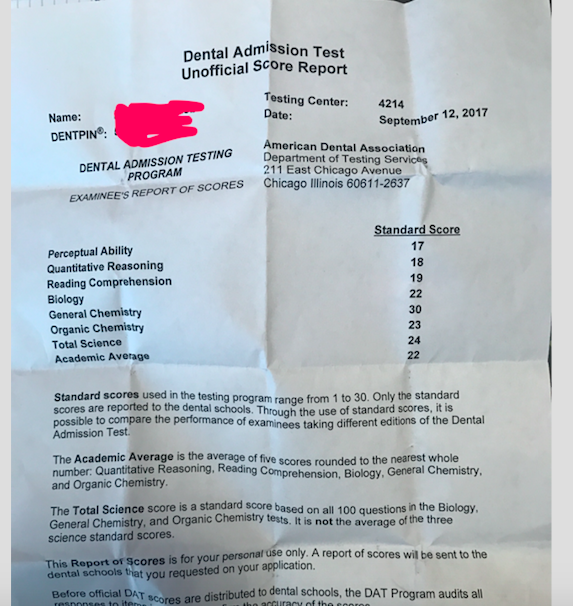 Dental Admission Test
Unofficial Score Report
Name:
DENTPIN®:
Testing Center: 4214
Date: September 12, 2017
DENTAL ADMISSION TESTING
PROGRAM
EXAMINEE'S REPORT OF SCORES
American Dental Association
Department of Testing Services
211 East Chicago Avenue
Chicago Illinois 60611-2637
Standard Score
Perceptual Ability 17
Quantitative Reasoning 18
Reading Comprehension 19
Biology 22
General Chemistry 30
Organic Chemistry 23
Total Science 24
Academic Average 22
Standard scores used in the testing program range from 1 to 30. Only the standard
scores are reported to the dental schools. Through the use of standard scores, it is
possible to compare the performance of examinees taking different editions of the Dental
Admission Test.
The Academic Average is the average of five scores rounded to the nearest whole
number: Quantitative Reasoning, Reading Comprehension, Biology, General Chemistry,
and Organic Chemistry.
The Total Science score is a standard score based on all 100 questions in the Biology,
General Chemistry, and Organic Chemistry tests. It is not the average of the three
science standard scores.
This Report of Scores is for your personal use only. A report of scores will be sent to the
dental schools that you requested on your application.
Before official DAT scores are distributed to dental schools, the DAT Program audits all
responses to the accuracy of the scores